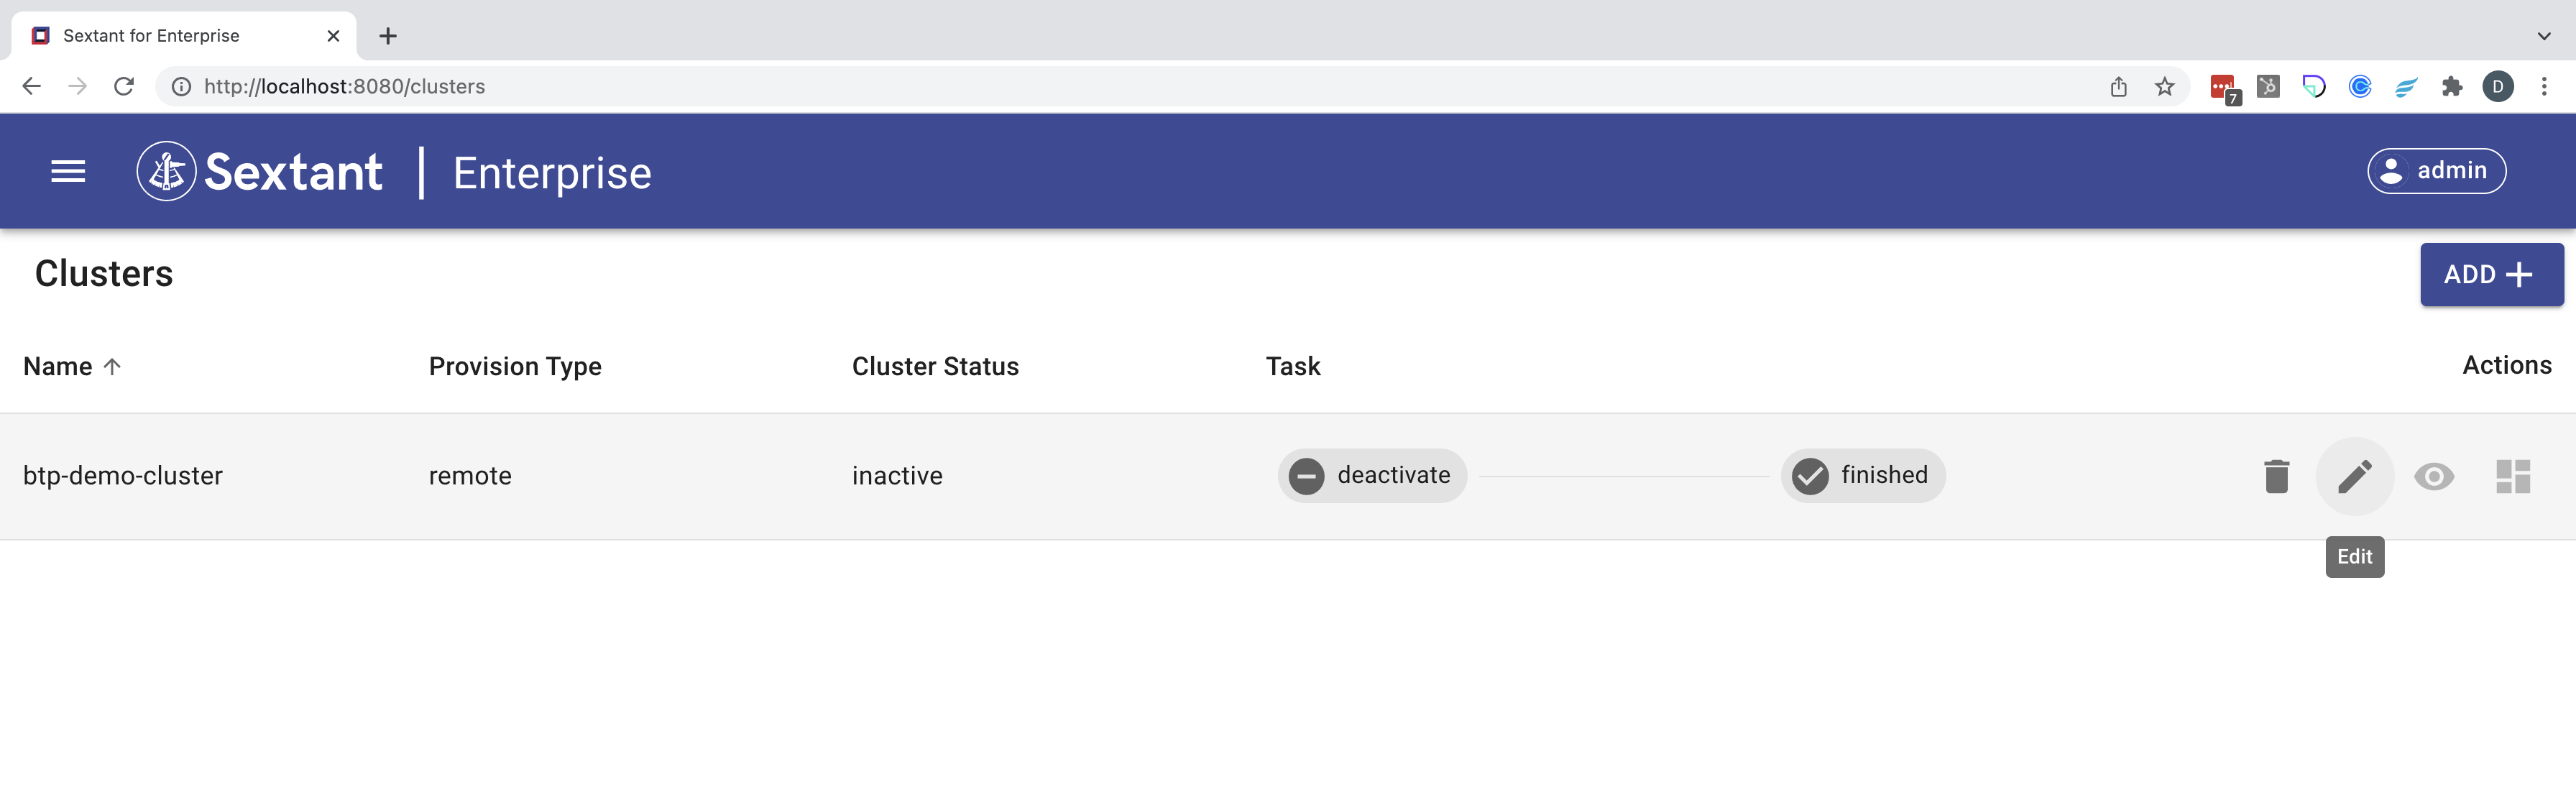 Sextant for Enterprise
http://localhost:8080/clusters
7
D
Sextant | Enterprise
admin
Clusters
ADD
Name
Provision Type
Cluster Status
Task
Actions
btp-demo-cluster
remote
inactive
deactivate
finished
Edit